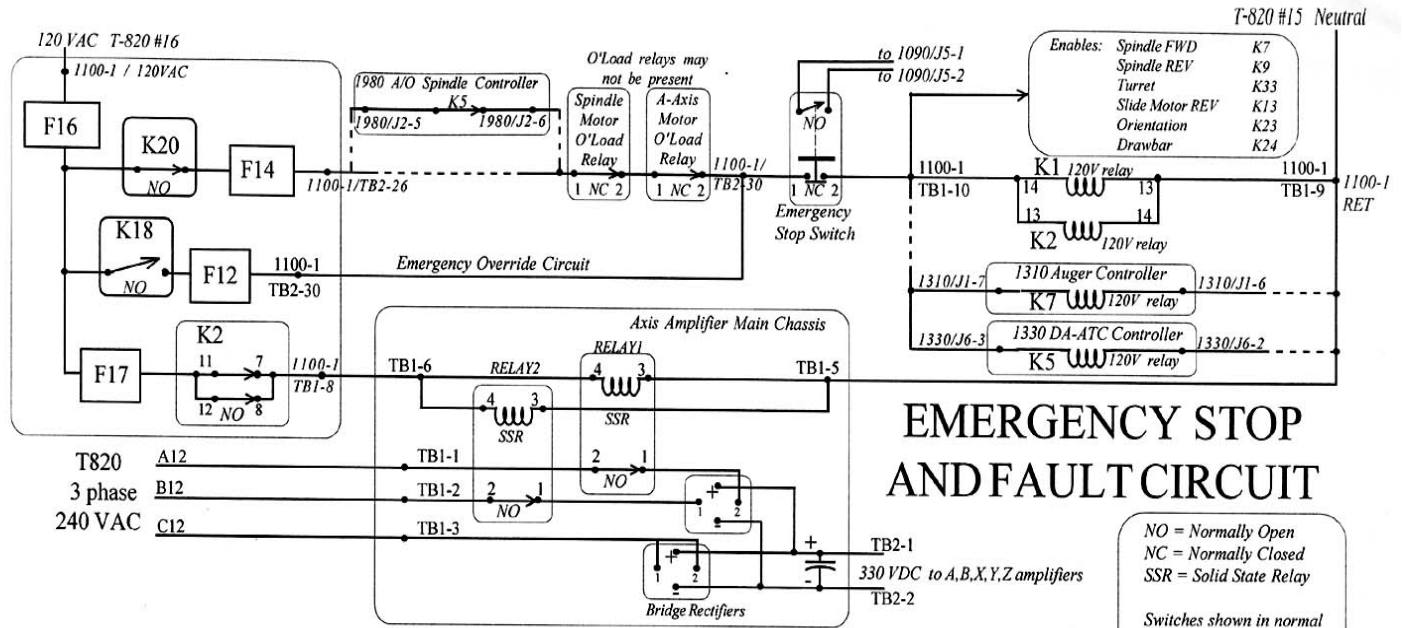 T-820 #15 Neutral
120 VAC T-820 #16
1100-1 / 120VAC
F16
K20
NO
F14
1100-1/TB2-26
1980 A/O Spindle Controller
K5
1980/J2-5
1980/J2-6
O'Load relays may
not be present
Spindle
Motor
O'Load
Relay
1 NC 2
A-Axis
Motor
O'Load
Relay
1 NC 2
1100-1/
TB2-30
to 1090/J5-1
to 1090/J5-2
NO
1 NC 2
Emergency
Stop Switch
Enables: Spindle FWD K7
Spindle REV K9
Turret K33
Slide Motor REV K13
Orientation K23
Drawbar K24
1100-1
TB1-10
K1 120V relay
14 13
13 14
K2 120V relay
1100-1
TB1-9
1100-1
RET
K18
NO
F12
1100-1
TB2-30
Emergency Override Circuit
1310/J1-7
1310 Auger Controller
K7 120V relay
1310/J1-6
1330/J6-3
1330 DA-ATC Controller
K5 120V relay
1330/J6-2
F17
K2
11 7
12 NO 8
1100-1
TB1-8
Axis Amplifier Main Chassis
TB1-6
RELAY2
RELAY1
4 3
SSR
4 3
SSR
TB1-5
T820
3 phase
240 VAC
A12
B12
C12
TB1-1
TB1-2
TB1-3
2 1
NO
2 1
NO
+
1 2
-
+
1 2
-
Bridge Rectifiers
+
-
TB2-1
330 VDC to A,B,X,Y,Z amplifiers
TB2-2
EMERGENCY STOP
AND FAULT CIRCUIT
NO = Normally Open
NC = Normally Closed
SSR = Solid State Relay
Switches shown in normal